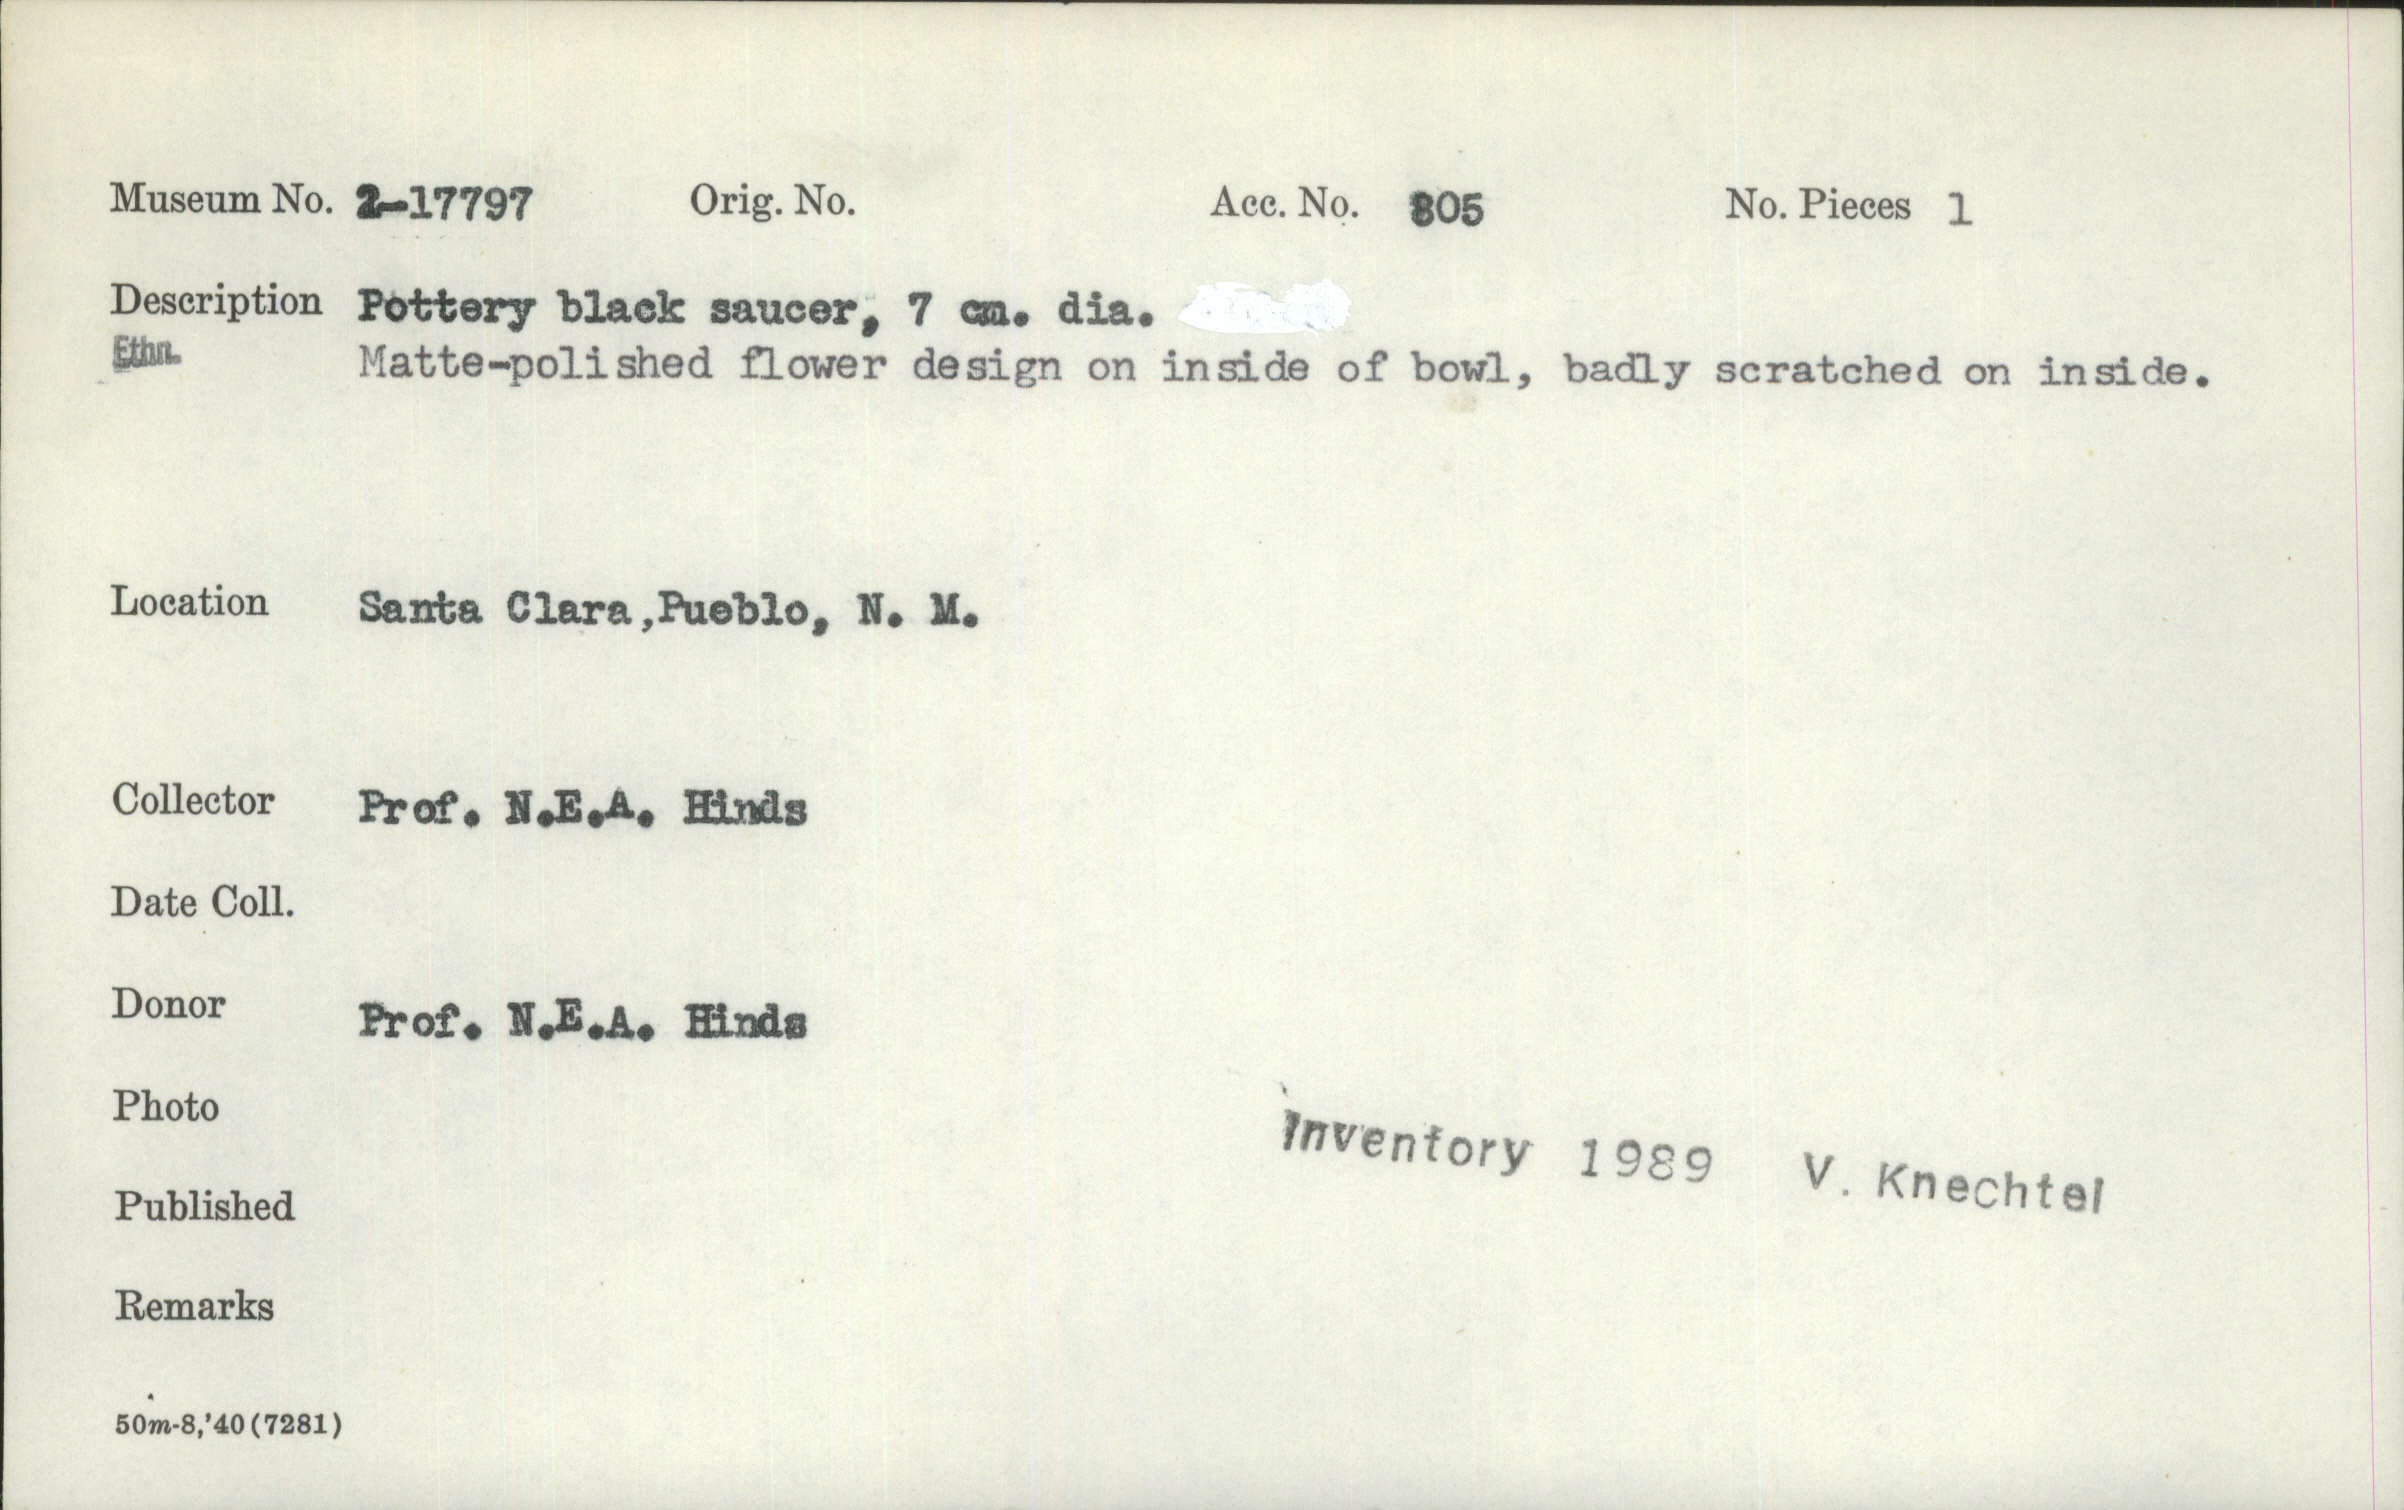 Museum No. 2-17797 Orig. No. Acc. No. 805 No. Pieces 1
Description Pottery black saucer, 7 cm. dia.
Ethn. Matte-polished flower design on inside of bowl, badly scratched on inside.
Location Santa Clara,Pueblo, N. M.
Collector Prof. N.E.A. Hinds
Date Coll.
Donor Prof. N.E.A. Hinds
Photo
Inventory 1989 V. Knechtel
Published
Remarks
50m-8,'40(7281)